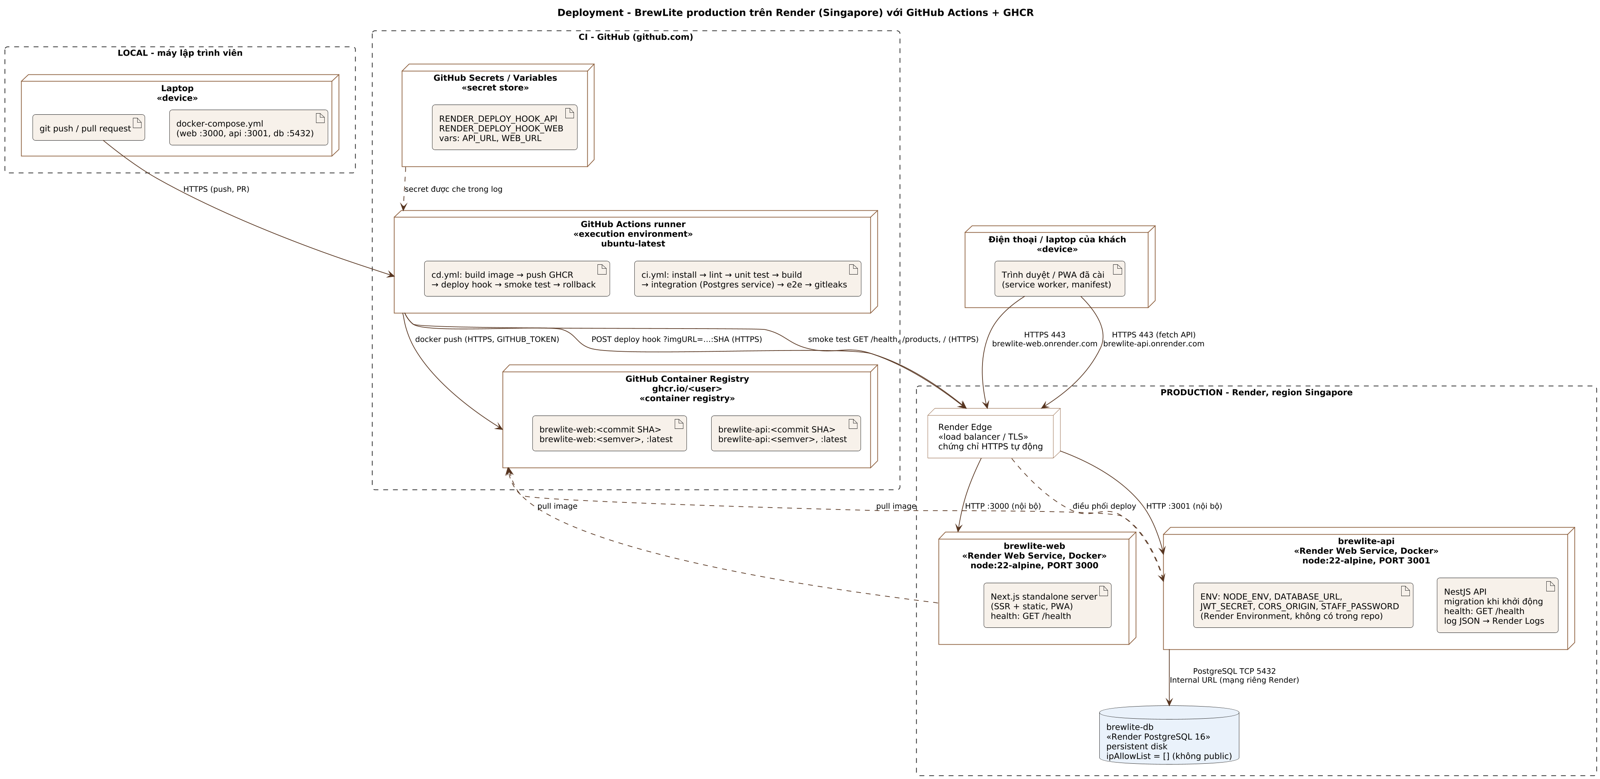 Deployment - BrewLite production trên Render (Singapore) với GitHub Actions + GHCR
LOCAL - máy lập trình viên
Laptop
«device»
git push / pull request
docker-compose.yml
(web :3000, api :3001, db :5432)
HTTPS (push, PR)
CI - GitHub (github.com)
GitHub Secrets / Variables
«secret store»
RENDER_DEPLOY_HOOK_API
RENDER_DEPLOY_HOOK_WEB
vars: API_URL, WEB_URL
secret được che trong log
GitHub Actions runner
«execution environment»
ubuntu-latest
cd.yml: build image → push GHCR
→ deploy hook → smoke test → rollback
ci.yml: install → lint → unit test → build
→ integration (Postgres service) → e2e → gitleaks
docker push (HTTPS, GITHUB_TOKEN)
POST deploy hook ?imgURL=...:SHA (HTTPS)
smoke test GET /health, /products, / (HTTPS)
GitHub Container Registry
ghcr.io/<user>
«container registry»
brewlite-web:<commit SHA>
brewlite-web:<semver>, :latest
brewlite-api:<commit SHA>
brewlite-api:<semver>, :latest
Điện thoại / laptop của khách
«device»
Trình duyệt / PWA đã cài
(service worker, manifest)
HTTPS 443
brewlite-web.onrender.com
HTTPS 443 (fetch API)
brewlite-api.onrender.com
PRODUCTION - Render, region Singapore
Render Edge
«load balancer / TLS»
chứng chỉ HTTPS tự động
pull image
pull image
HTTP :3000 (nội bộ)
điều phối deploy
HTTP :3001 (nội bộ)
brewlite-web
«Render Web Service, Docker»
node:22-alpine, PORT 3000
Next.js standalone server
(SSR + static, PWA)
health: GET /health
brewlite-api
«Render Web Service, Docker»
node:22-alpine, PORT 3001
ENV: NODE_ENV, DATABASE_URL,
JWT_SECRET, CORS_ORIGIN, STAFF_PASSWORD
(Render Environment, không có trong repo)
NestJS API
migration khi khởi động
health: GET /health
log JSON → Render Logs
PostgreSQL TCP 5432
Internal URL (mạng riêng Render)
brewlite-db
«Render PostgreSQL 16»
persistent disk
ipAllowList = [] (không public)